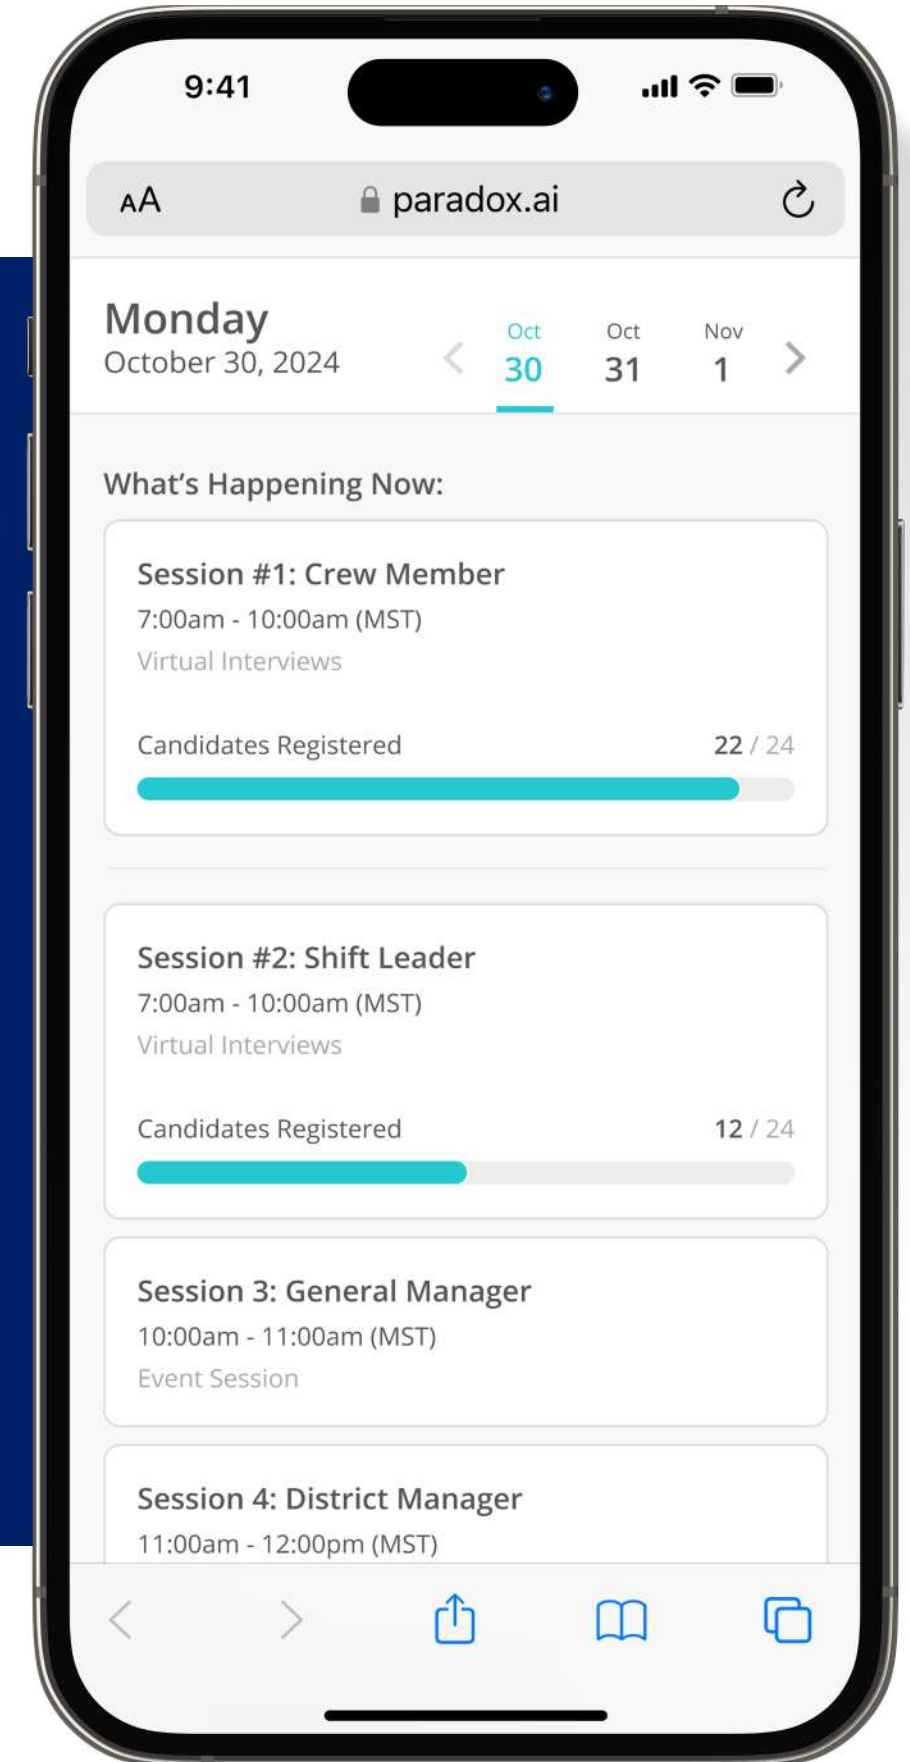 9:41
AA paradox.ai
Monday
October 30, 2024
Oct Oct Nov
30 31 1
What's Happening Now:
Session #1: Crew Member
7:00am - 10:00am (MST)
Virtual Interviews
Candidates Registered 22 / 24
Session #2: Shift Leader
7:00am - 10:00am (MST)
Virtual Interviews
Candidates Registered 12 / 24
Session 3: General Manager
10:00am - 11:00am (MST)
Event Session
Session 4: District Manager
11:00am - 12:00pm (MST)